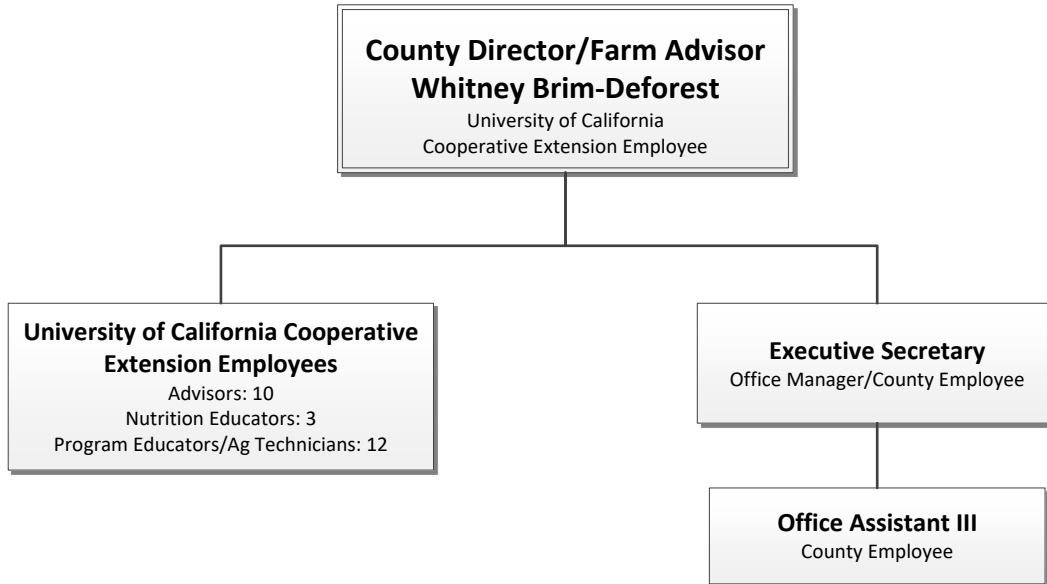 County Director/Farm Advisor
Whitney Brim-Deforest
University of California
Cooperative Extension Employee
University of California Cooperative
Extension Employees
Advisors: 10
Nutrition Educators: 3
Program Educators/Ag Technicians: 12
Executive Secretary
Office Manager/County Employee
Office Assistant III
County Employee